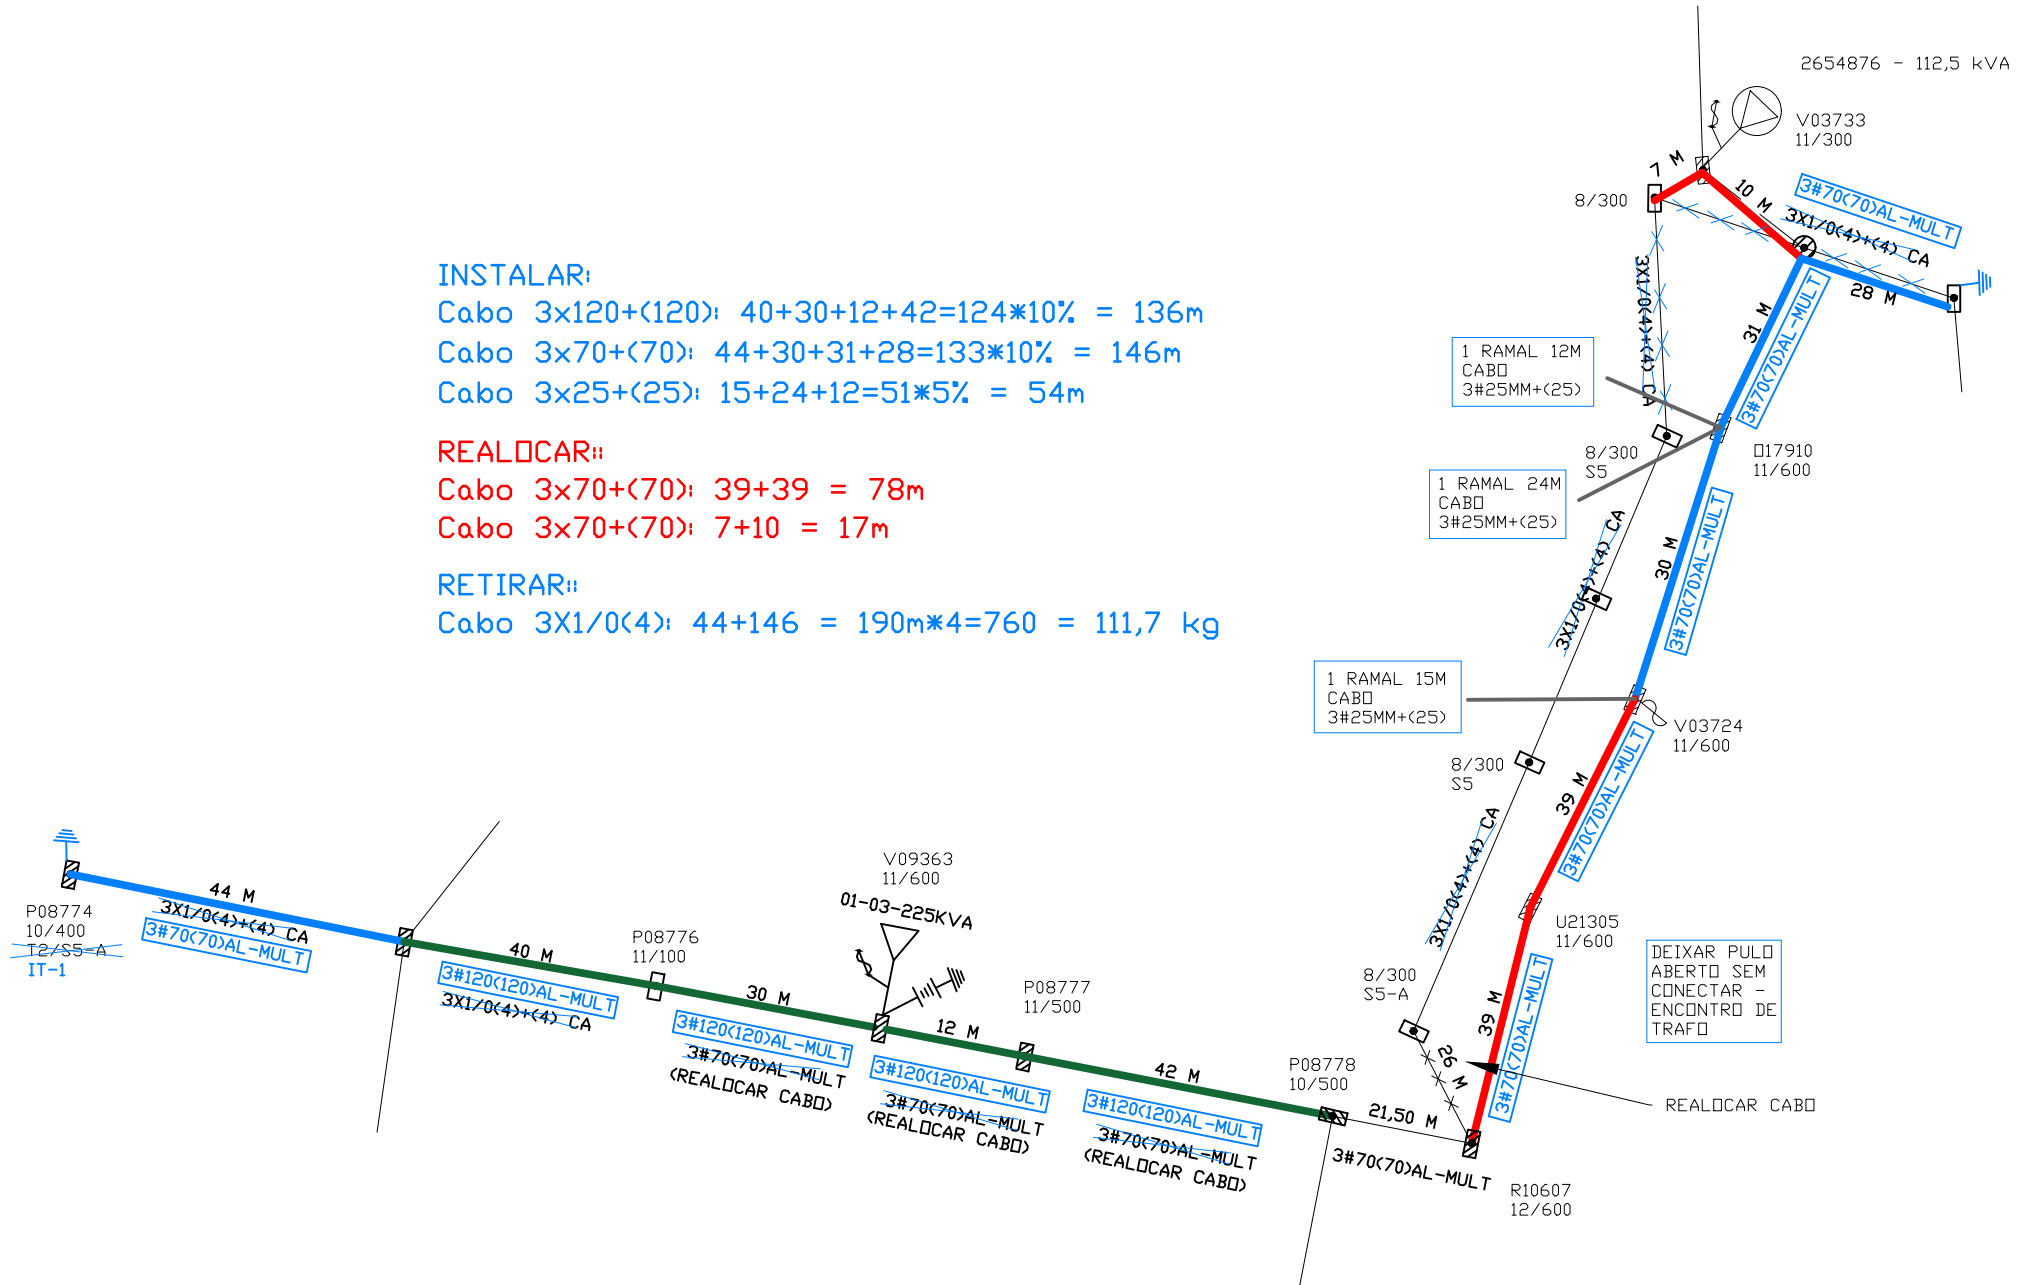 2654876 - 112,5 kVA
V03733
11/300
7 M
10 M
3#70(70)AL-MULT
3X1/0(4)+(4) CA
28 M
8/300
3X1/0(4)+(4) CA
31 M
3#70(70)AL-MULT
INSTALAR:
Cabo 3x120+(120): 40+30+12+42=124*10% = 136m
Cabo 3x70+(70): 44+30+31+28=133*10% = 146m
Cabo 3x25+(25): 15+24+12=51*5% = 54m
REALOCAR::
Cabo 3x70+(70): 39+39 = 78m
Cabo 3x70+(70): 7+10 = 17m
RETIRAR::
Cabo 3X1/0(4): 44+146 = 190m*4=760 = 111,7 kg
1 RAMAL 12M
CABO
3#25MM+(25)
8/300
S5
O17910
11/600
1 RAMAL 24M
CABO
3#25MM+(25)
3X1/0(4)+(4) CA
30 M
3#70(70)AL-MULT
1 RAMAL 15M
CABO
3#25MM+(25)
V03724
11/600
8/300
S5
39 M
3#70(70)AL-MULT
3X1/0(4)+(4) CA
U21305
11/600
8/300
S5-A
39 M
3#70(70)AL-MULT
26 M
DEIXAR PULO
ABERTO SEM
CONECTAR -
ENCONTRO DE
TRAFO
REALOCAR CABO
P08774
10/400
T2/S5-A
IT-1
44 M
3X1/0(4)+(4) CA
3#70(70)AL-MULT
40 M
3#120(120)AL-MULT
3X1/0(4)+(4) CA
P08776
11/100
30 M
3#120(120)AL-MULT
3#70(70)AL-MULT
(REALOCAR CABO)
V09363
11/600
01-03-225KVA
12 M
3#120(120)AL-MULT
3#70(70)AL-MULT
(REALOCAR CABO)
P08777
11/500
42 M
3#120(120)AL-MULT
3#70(70)AL-MULT
(REALOCAR CABO)
P08778
10/500
21,50 M
3#70(70)AL-MULT
R10607
12/600